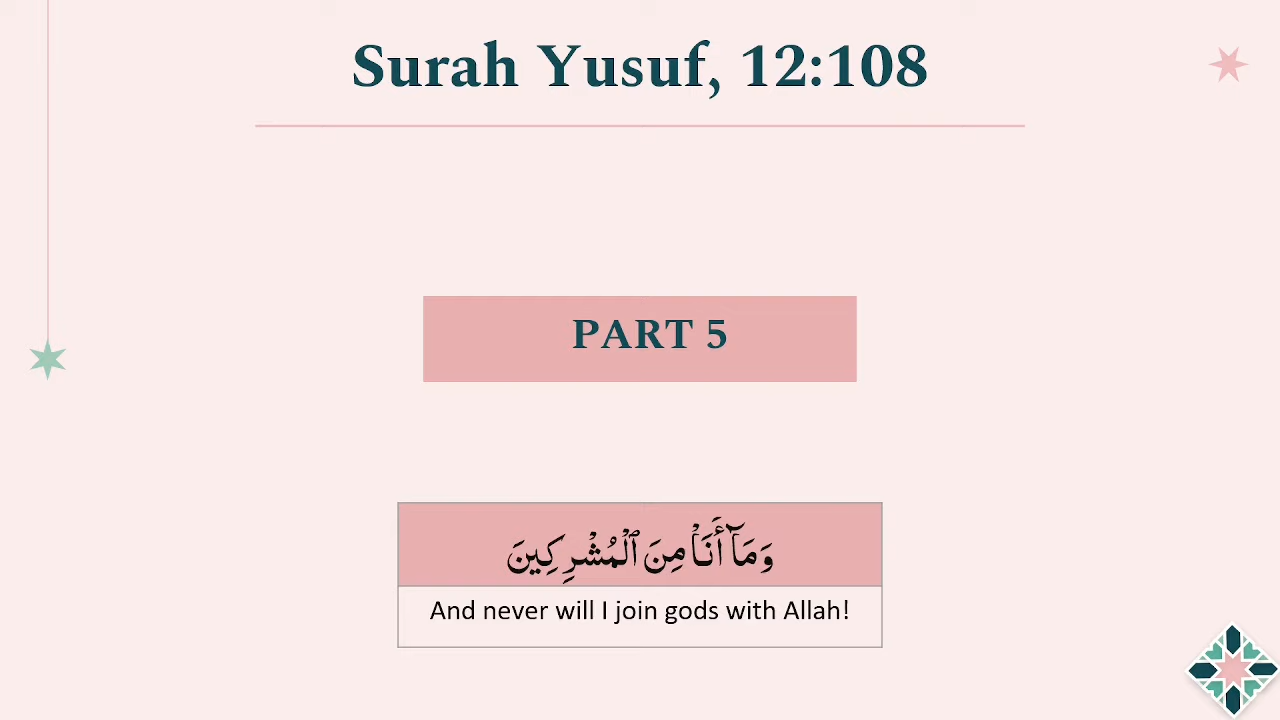 Surah Yusuf, 12:108
PART 5
وَمَآ أَنَا۠ مِنَ ٱلْمُشْرِكِينَ
And never will I join gods with Allah!